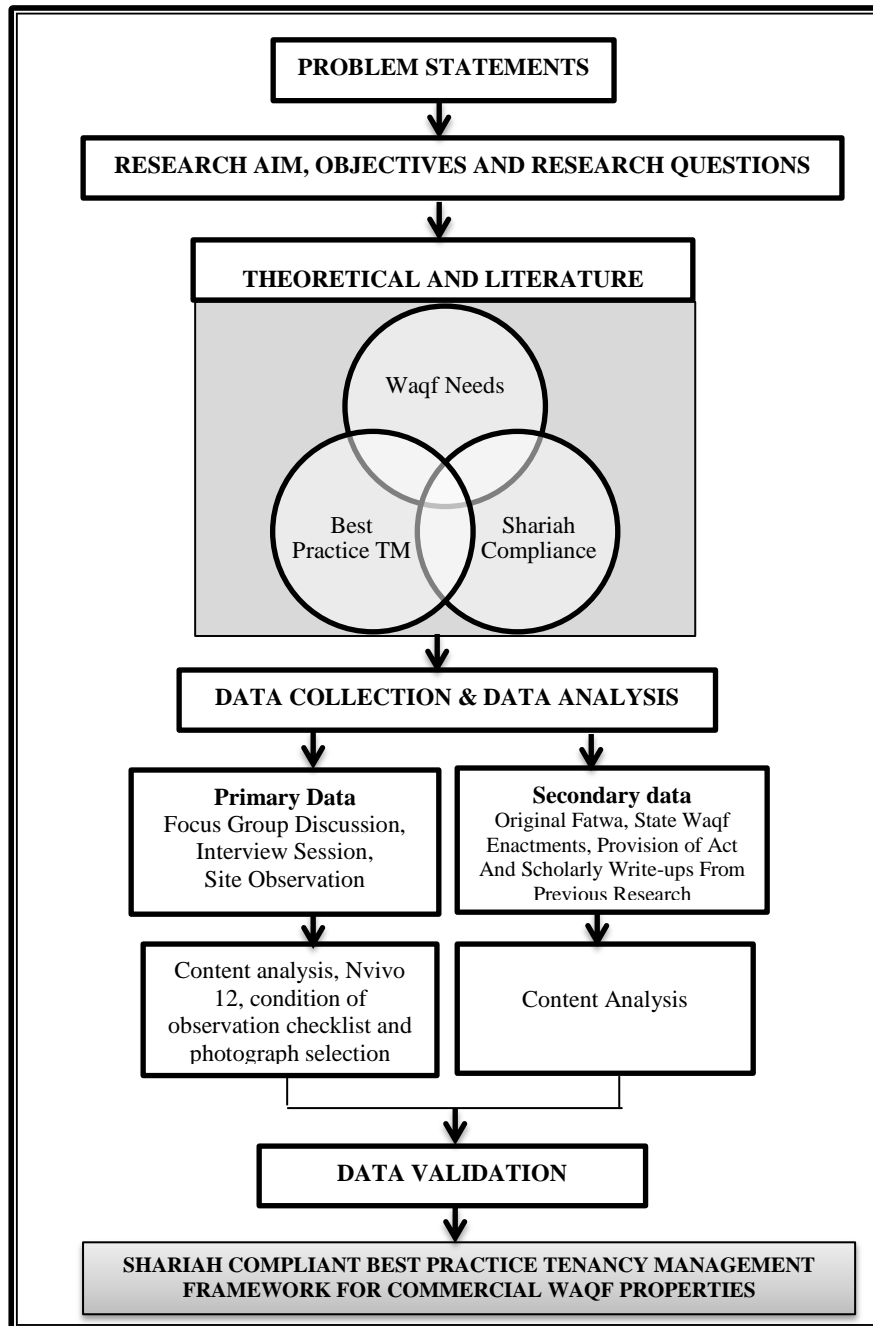 PROBLEM STATEMENTS
RESEARCH AIM, OBJECTIVES AND RESEARCH QUESTIONS
THEORETICAL AND LITERATURE
Waqf Needs
Best
Practice TM
Shariah
Compliance
DATA COLLECTION & DATA ANALYSIS
Primary Data
Focus Group Discussion,
Interview Session,
Site Observation
Secondary data
Original Fatwa, State Waqf
Enactments, Provision of Act
And Scholarly Write-ups From
Previous Research
Content analysis, Nvivo
12, condition of
observation checklist and
photograph selection
Content Analysis
DATA VALIDATION
SHARIAH COMPLIANT BEST PRACTICE TENANCY MANAGEMENT
FRAMEWORK FOR COMMERCIAL WAQF PROPERTIES